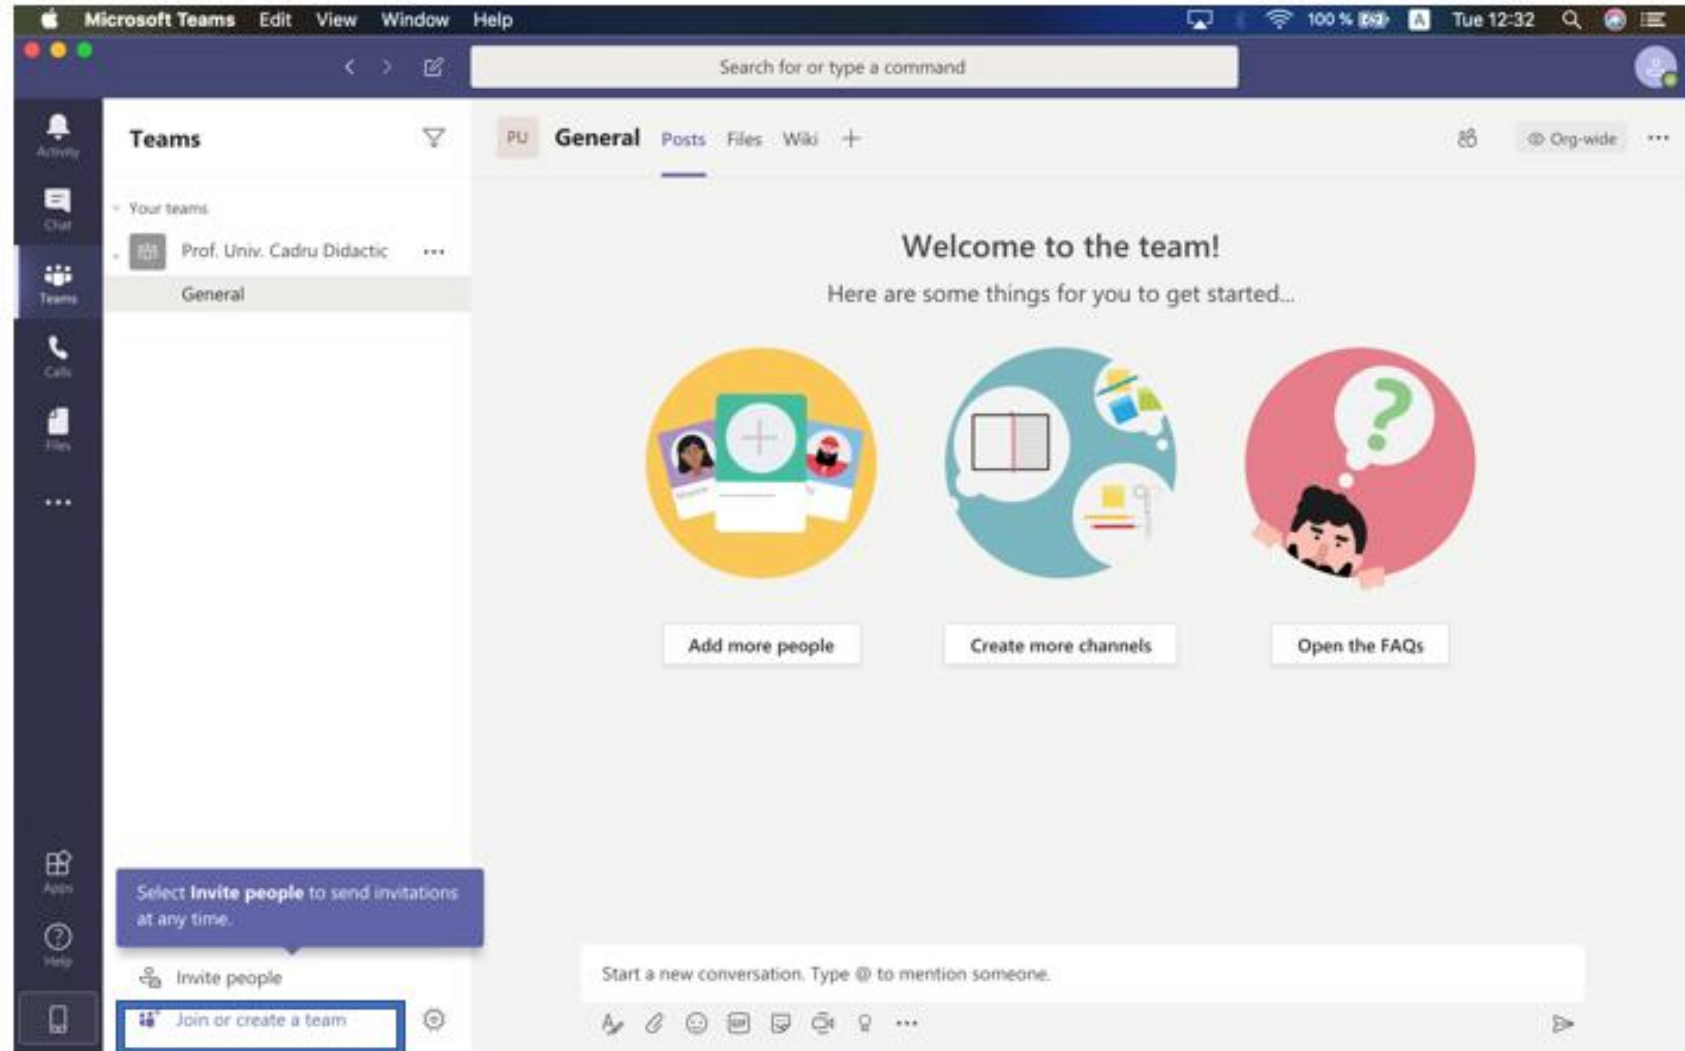 Microsoft Teams Edit View Window Help 100 % A Tue 12:32
Search for or type a command
Activity
Chat
Teams
Calls
Files
Apps
Help
Teams
Your teams
Prof. Univ. Cadru Didactic
General
Select Invite people to send invitations
at any time.
Invite people
Join or create a team
PU General Posts Files Wiki
Org-wide
Welcome to the team!
Here are some things for you to get started...
Add more people
Create more channels
Open the FAQs
Start a new conversation. Type @ to mention someone.
GIF